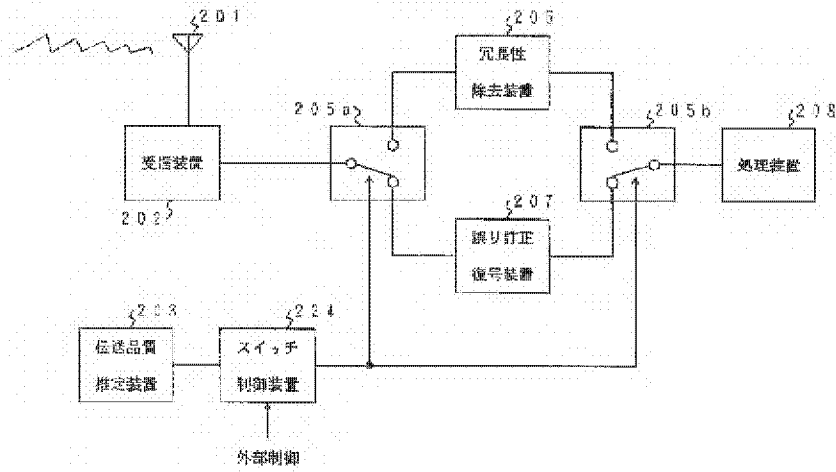 201
206
冗長性
除去装置
205a
205b
208
受信装置
処理装置
202
207
誤り訂正
復号装置
203
224
伝送品質
推定装置
スイッチ
制御装置
外部制御